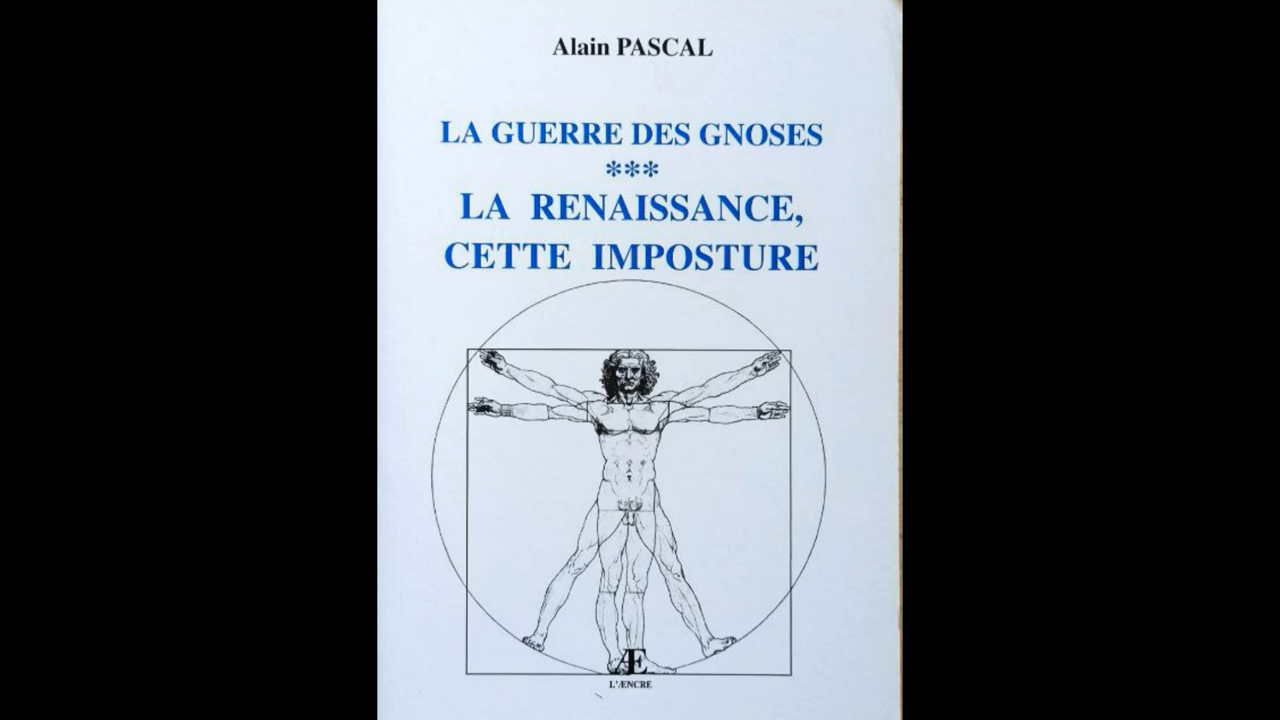 Alain PASCAL
LA GUERRE DES GNOSES
***
LA RENAISSANCE,
CETTE IMPOSTURE
Æ
L'ÆNCRE